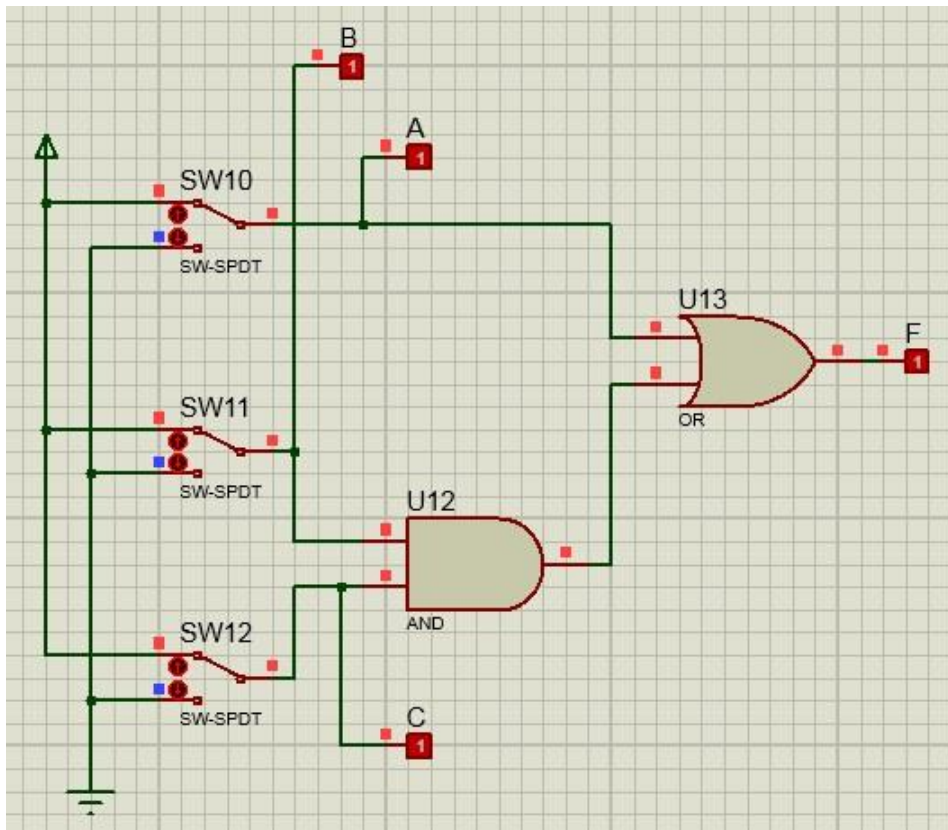 B
1
A
1
SW10
SW-SPDT
U13
F
1
OR
SW11
SW-SPDT
U12
AND
SW12
SW-SPDT
C
1